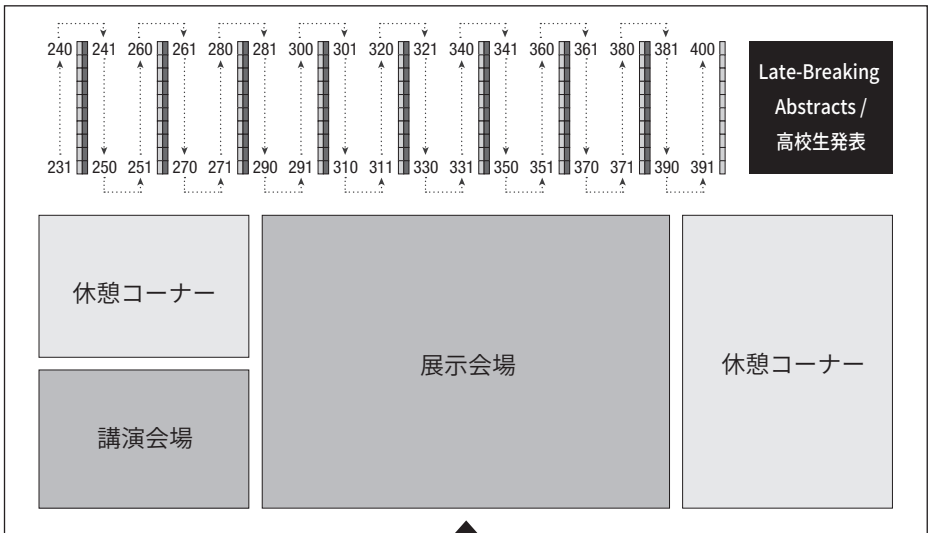 240 241 260 261 280 281 300 301 320 321 340 341 360 361 380 381 400
231 250 251 270 271 290 291 310 311 330 331 350 351 370 371 390 391
Late-Breaking
Abstracts /
高校生発表
休憩コーナー
講演会場
展示会場
休憩コーナー